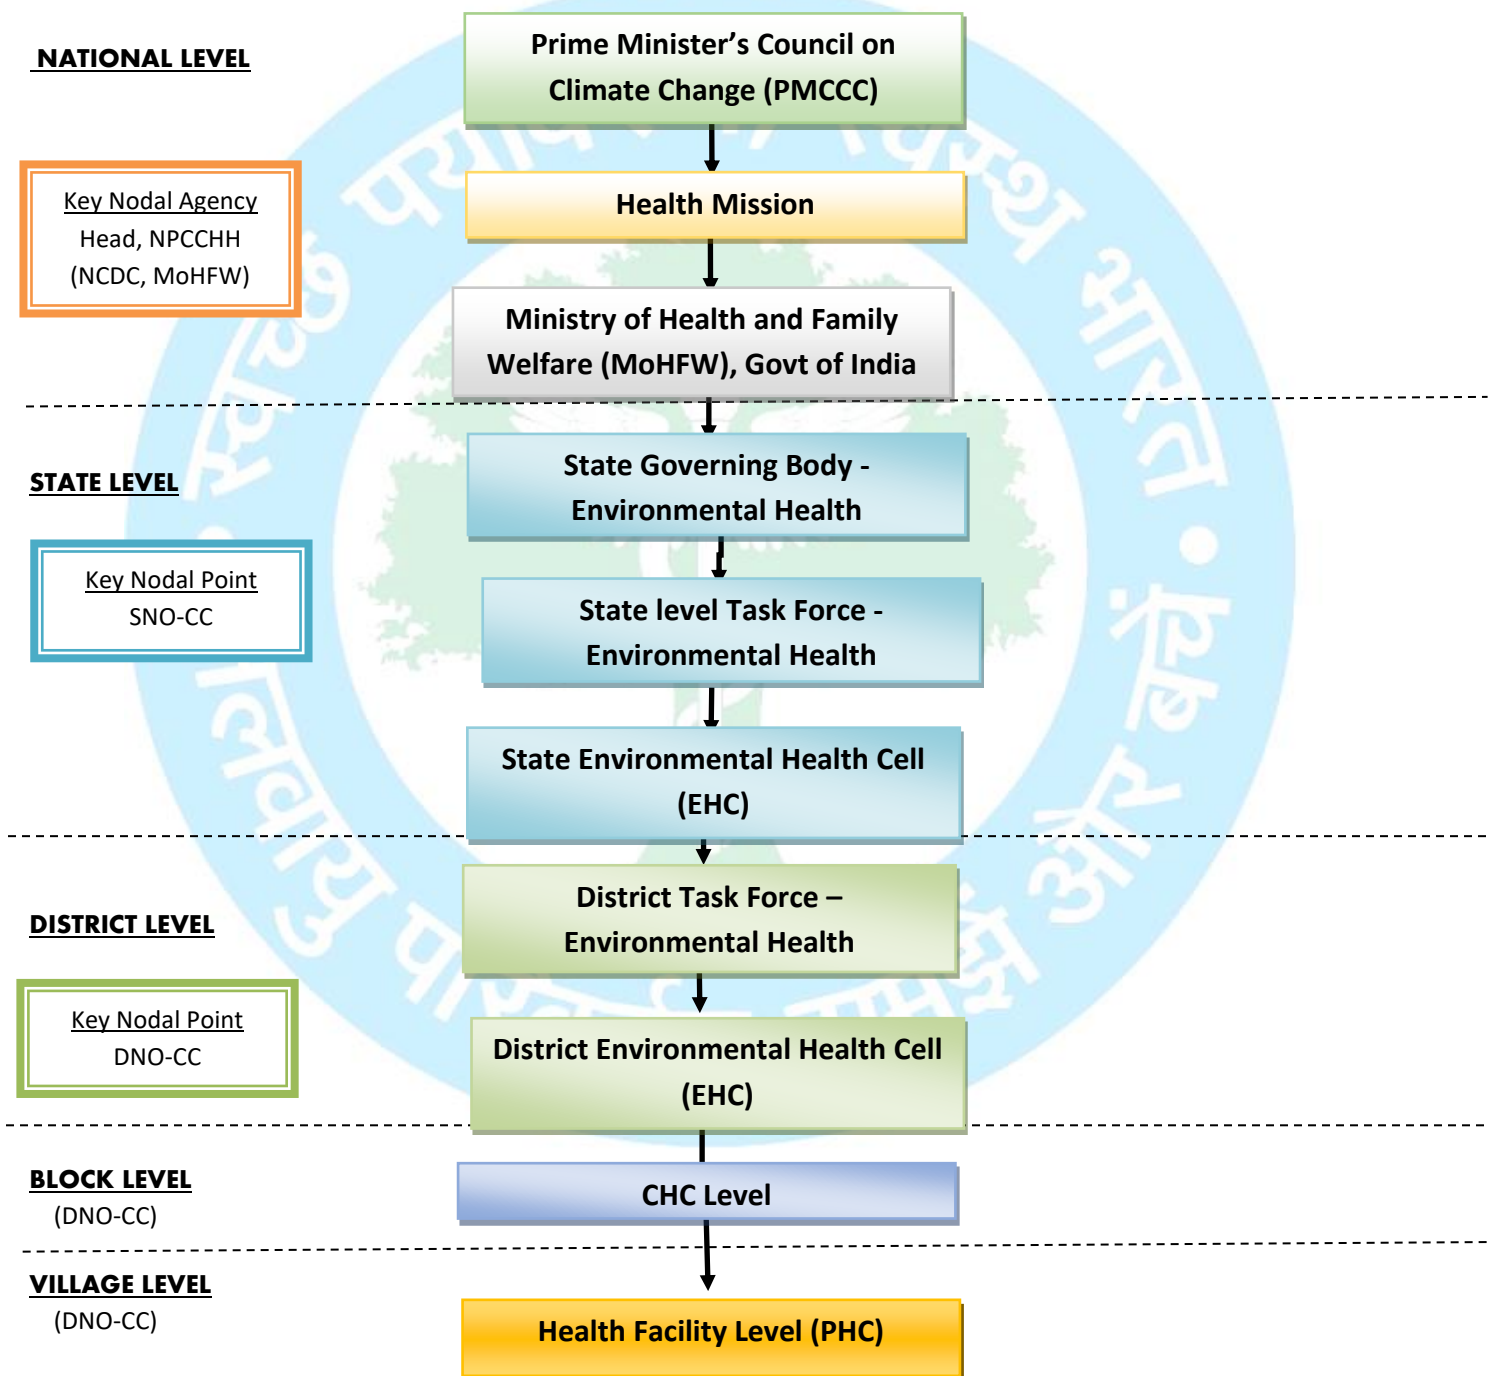 NATIONAL LEVEL
Prime Minister’s Council on
Climate Change (PMCCC)
Key Nodal Agency
Head, NPCCHH
(NCDC, MoHFW)
Health Mission
Ministry of Health and Family
Welfare (MoHFW), Govt of India
STATE LEVEL
State Governing Body -
Environmental Health
Key Nodal Point
SNO-CC
State level Task Force -
Environmental Health
State Environmental Health Cell
(EHC)
DISTRICT LEVEL
District Task Force –
Environmental Health
Key Nodal Point
DNO-CC
District Environmental Health Cell
(EHC)
BLOCK LEVEL
(DNO-CC)
CHC Level
VILLAGE LEVEL
(DNO-CC)
Health Facility Level (PHC)
स्वच्छ
भारत
और बचें